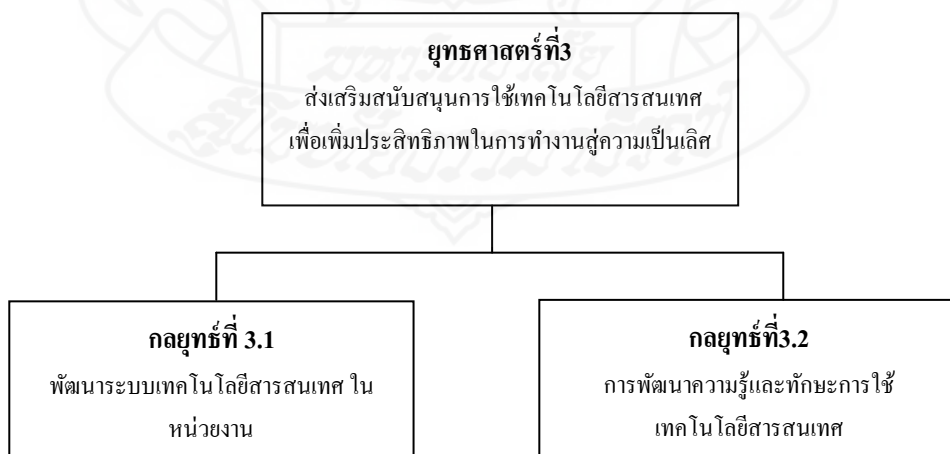 ยุทธศาสตร์ที่3
ส่งเสริมสนับสนุนการใช้เทคโนโลยีสารสนเทศ
เพื่อเพิ่มประสิทธิภาพในการทำงานสู่ความเป็นเลิศ
กลยุทธ์ที่ 3.1
พัฒนาระบบเทคโนโลยีสารสนเทศ ใน
หน่วยงาน
กลยุทธ์ที่3.2
การพัฒนาความรู้และทักษะการใช้
เทคโนโลยีสารสนเทศ